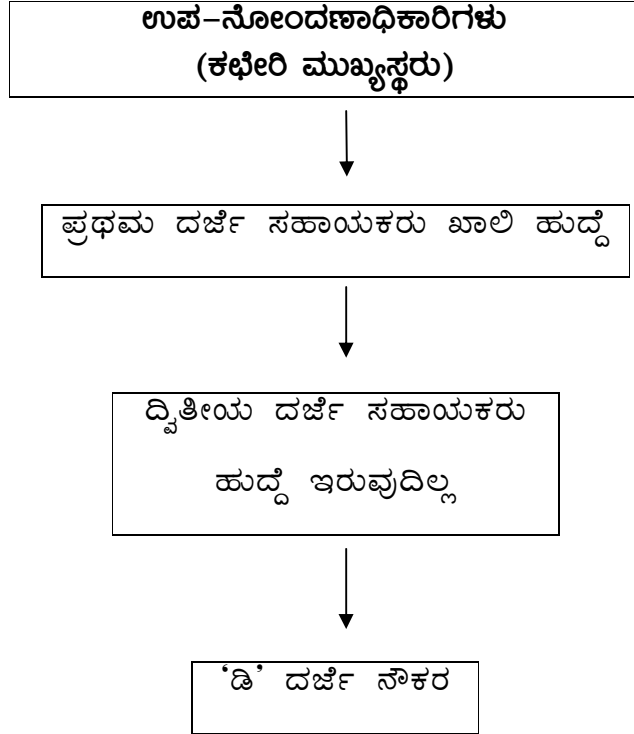 ಉಪ-ನೋಂದಣಾಧಿಕಾರಿಗಳು
(ಕಛೇರಿ ಮುಖ್ಯಸ್ಥರು)
ಪ್ರಥಮ ದರ್ಜೆ ಸಹಾಯಕರು ಖಾಲಿ ಹುದ್ದೆ
ದ್ವಿತೀಯ ದರ್ಜೆ ಸಹಾಯಕರು
ಹುದ್ದೆ ಇರುವುದಿಲ್ಲ
‘ಡಿ’ ದರ್ಜೆ ನೌಕರ